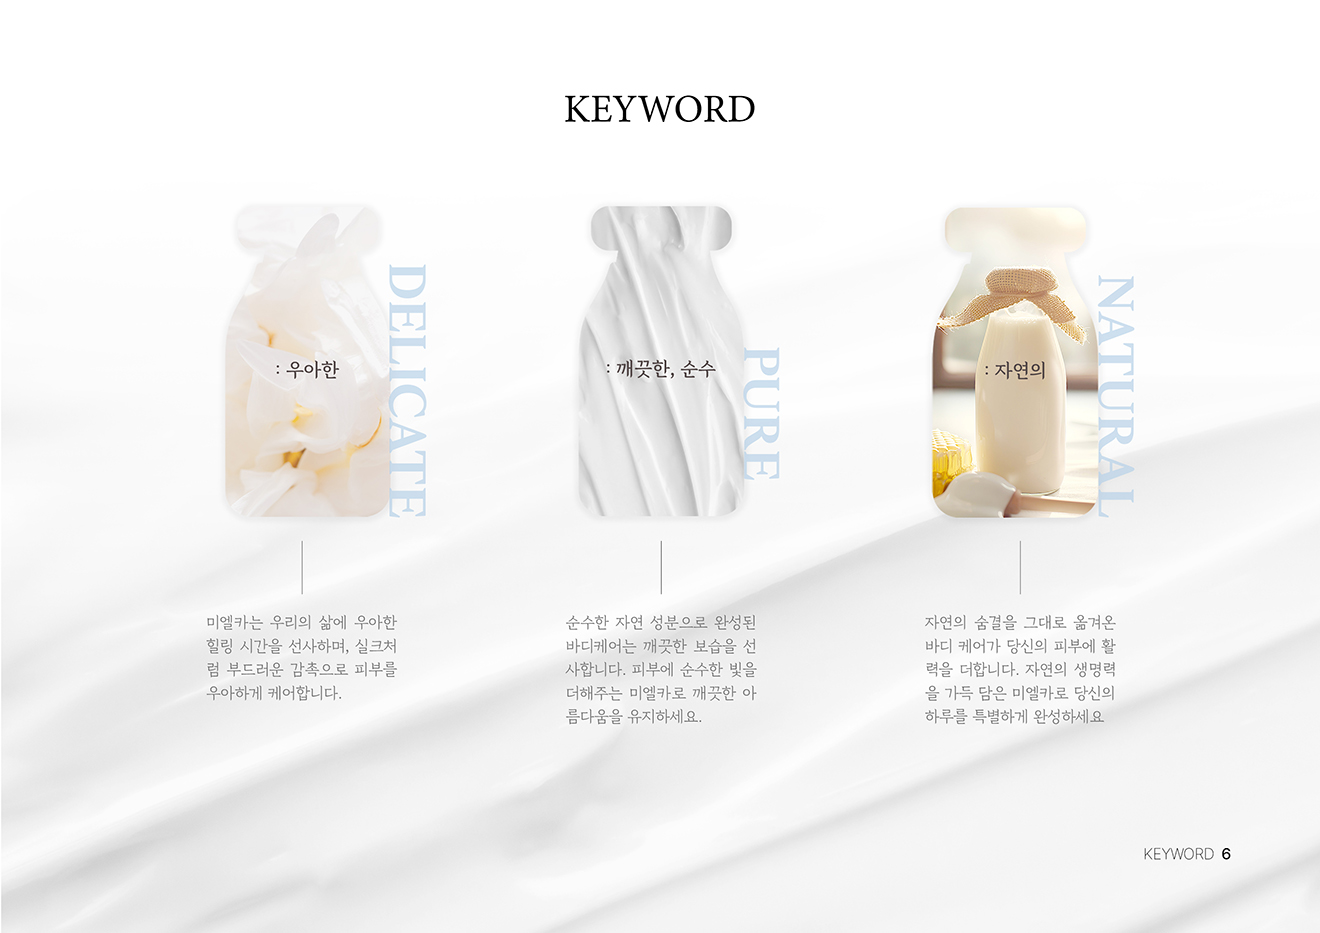 KEYWORD
DELICATE
: 우아한
미엘카는 우리의 삶에 우아한
힐링 시간을 선사하며, 실크처
럼 부드러운 감촉으로 피부를
우아하게 케어합니다.
PURE
: 깨끗한, 순수
순수한 자연 성분으로 완성된
바디케어는 깨끗한 보습을 선
사합니다. 피부에 순수한 빛을
더해주는 미엘카로 깨끗한 아
름다움을 유지하세요.
NATURAL
: 자연의
자연의 숨결을 그대로 옮겨온
바디 케어가 당신의 피부에 활
력을 더합니다. 자연의 생명력
을 가득 담은 미엘카로 당신의
하루를 특별하게 완성하세요
KEYWORD 6